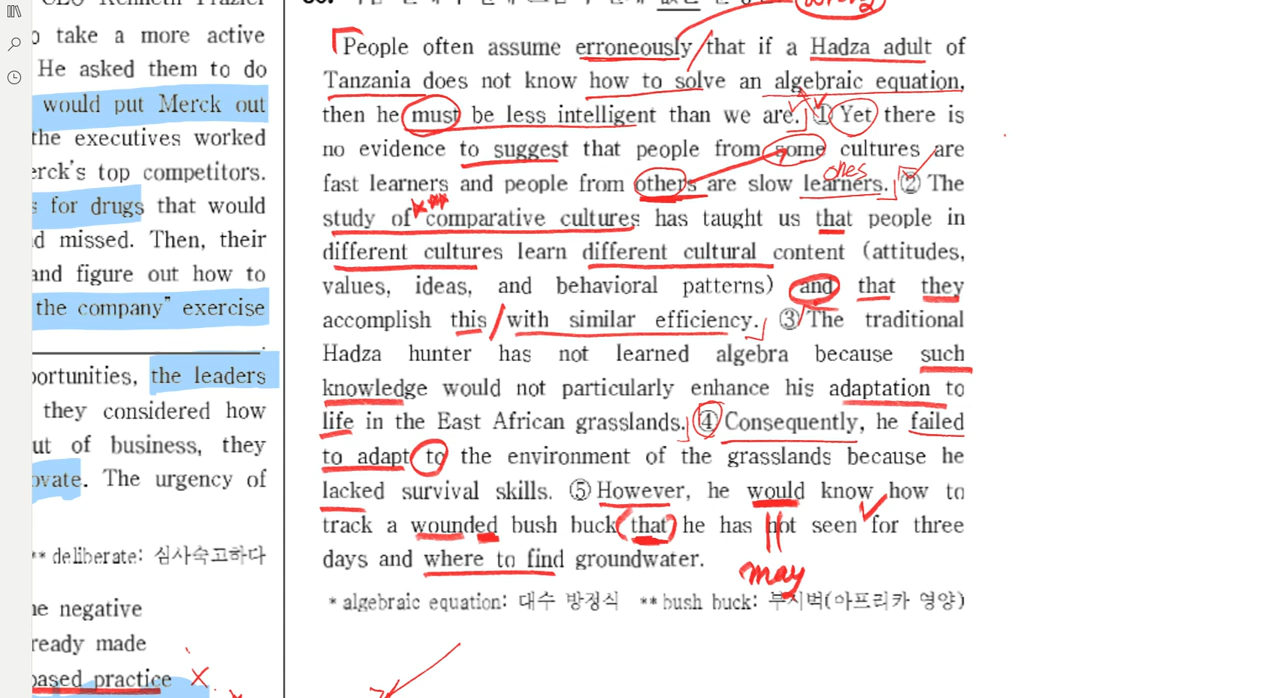 o take a more active
He asked them to do
would put Merck out
the executives worked
erck's top competitors.
s for drugs that would
d missed. Then, their
and figure out how to
the company" exercise
portunities, the leaders
they considered how
ut of business, they
ovate. The urgency of
** deliberate: 심사숙고하다
ne negative
ready made
based practice
People often assume erroneously that if a Hadza adult of
Tanzania does not know how to solve an algebraic equation,
then he must be less intelligent than we are. ① Yet there is
no evidence to suggest that people from some cultures are
fast learners and people from others are slow learners. ② The
ones
study of comparative cultures has taught us that people in
different cultures learn different cultural content (attitudes,
values, ideas, and behavioral patterns) and that they
accomplish this with similar efficiency. ③ The traditional
Hadza hunter has not learned algebra because such
knowledge would not particularly enhance his adaptation to
life in the East African grasslands. ④ Consequently, he failed
to adapt to the environment of the grasslands because he
lacked survival skills. ⑤ However, he would know how to
track a wounded bush buck that he has not seen for three
days and where to find groundwater.
may
* algebraic equation: 대수 방정식 ** bush buck: 부시벅(아프리카 영양)